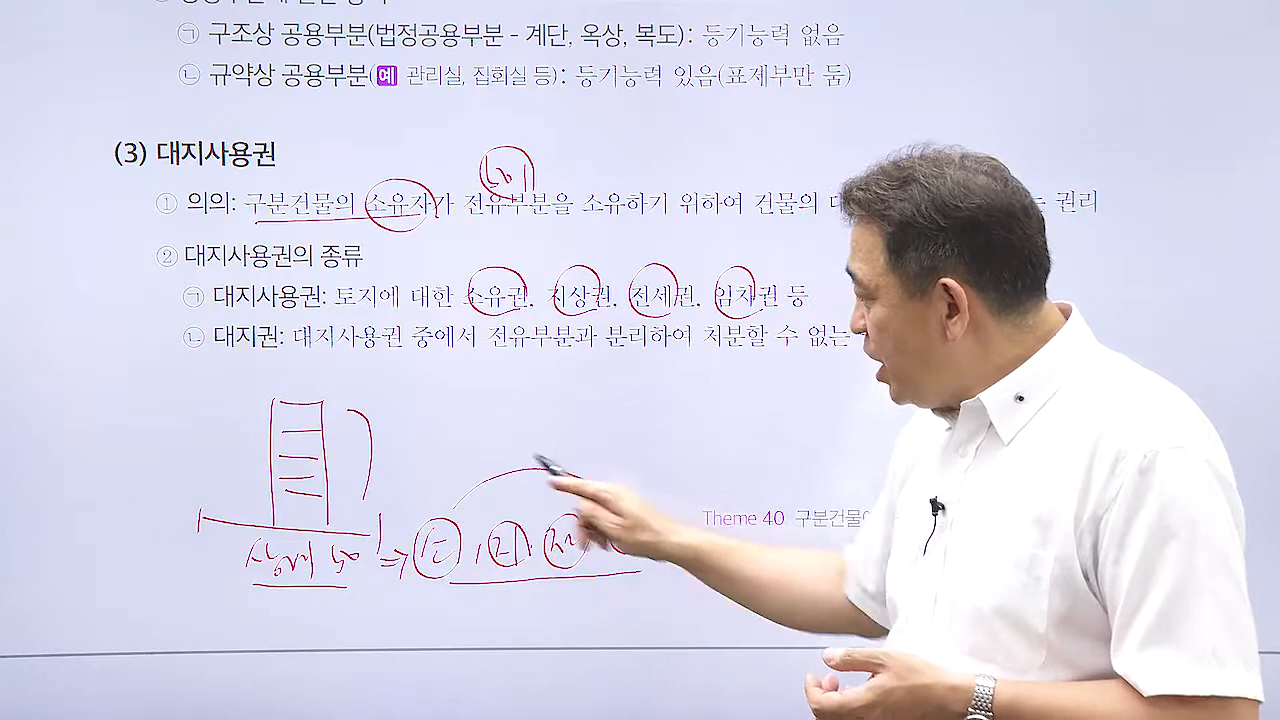 ㉠ 구조상 공용부분(법정공용부분 - 계단, 옥상, 복도): 등기능력 없음
㉡ 규약상 공용부분(예 관리실, 집회실 등): 등기능력 있음(표제부만 둠)
(3) 대지사용권
① 의의: 구분건물의 소유자가 전유부분을 소유하기 위하여 건물의 권리
② 대지사용권의 종류
㉠ 대지사용권: 토지에 대한 소유권, 지상권, 전세권, 임차권 등
㉡ 대지권: 대지사용권 중에서 전유부분과 분리하여 처분할 수 없는
Theme 40 구분건물